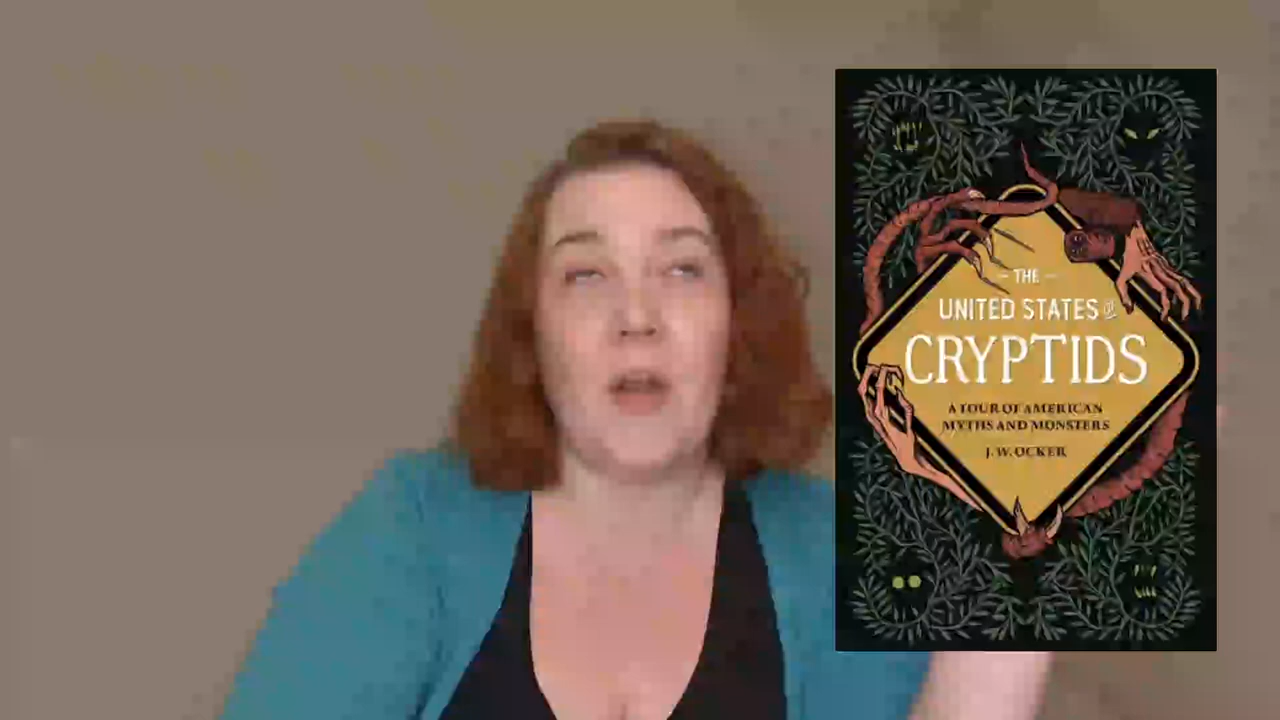 THE
UNITED STATES OF
CRYPTIDS
A TOUR OF AMERICAN
MYTHS AND MONSTERS
J. W. OCKER